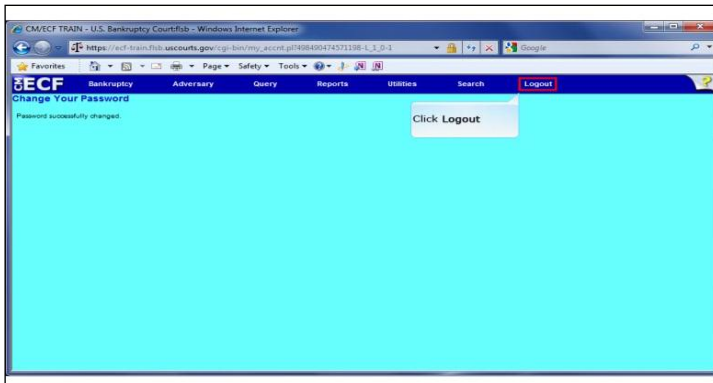 CM/ECF TRAIN - U.S. Bankruptcy Court:flsb - Windows Internet Explorer
https://ecf-train.flsb.uscourts.gov/cgi-bin/my_accnt.pl?498490474571198-L_1_0-1 Google
Favorites Page Safety Tools
ECF Bankruptcy Adversary Query Reports Utilities Search Logout ?
Change Your Password
Password successfully changed.
Click Logout